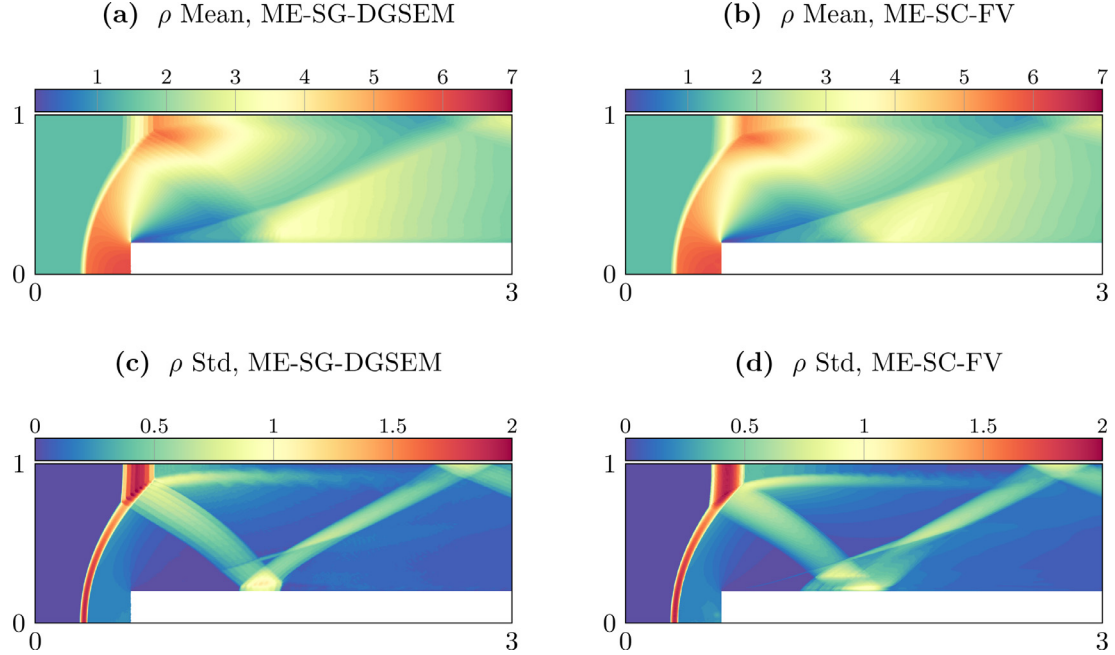 (a) ρ Mean, ME-SG-DGSEM
(b) ρ Mean, ME-SC-FV
1 2 3 4 5 6 7
1 2 3 4 5 6 7
1
0
0 3
1
0
0 3
(c) ρ Std, ME-SG-DGSEM
(d) ρ Std, ME-SC-FV
0 0.5 1 1.5 2
0 0.5 1 1.5 2
1
0
0 3
1
0
0 3